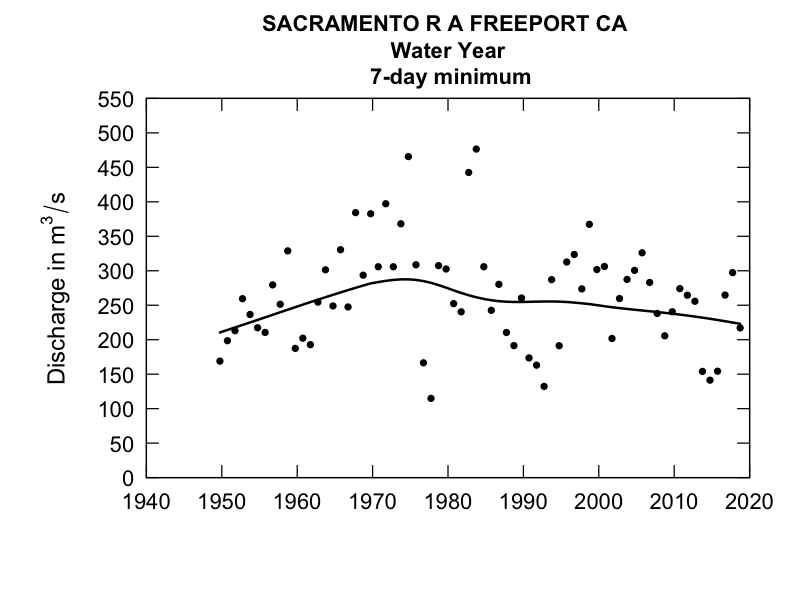 SACRAMENTO R A FREEPORT CA
Water Year
7-day minimum
550
500
450
400
350
300
250
200
150
100
50
0
Discharge in m³/s
1940 1950 1960 1970 1980 1990 2000 2010 2020